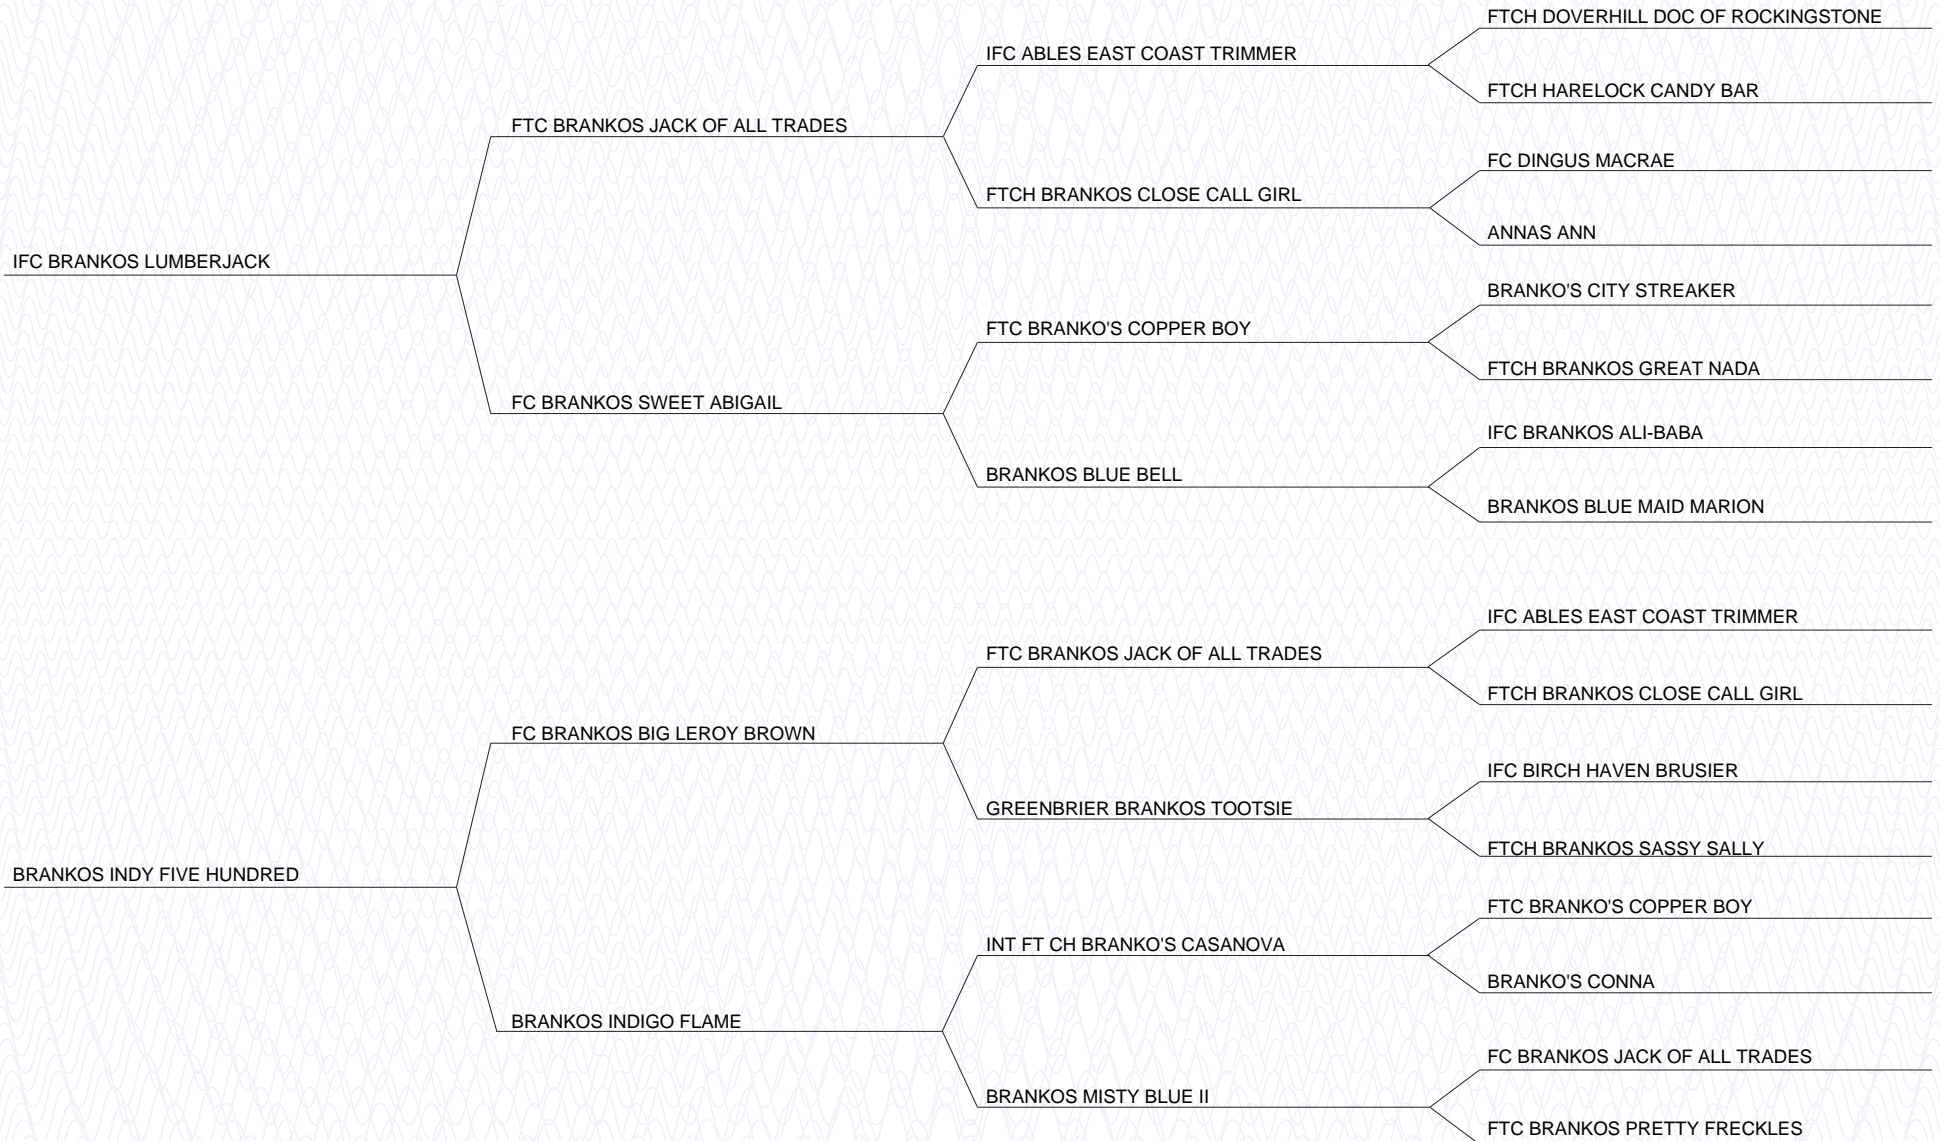 FTCH DOVERHILL DOC OF ROCKINGSTONE
IFC ABLES EAST COAST TRIMMER
FTCH HARELOCK CANDY BAR
FTC BRANKOS JACK OF ALL TRADES
FC DINGUS MACRAE
FTCH BRANKOS CLOSE CALL GIRL
ANNAS ANN
IFC BRANKOS LUMBERJACK
BRANKO'S CITY STREAKER
FTC BRANKO'S COPPER BOY
FTCH BRANKOS GREAT NADA
FC BRANKOS SWEET ABIGAIL
IFC BRANKOS ALI-BABA
BRANKOS BLUE BELL
BRANKOS BLUE MAID MARION
IFC ABLES EAST COAST TRIMMER
FTC BRANKOS JACK OF ALL TRADES
FTCH BRANKOS CLOSE CALL GIRL
FC BRANKOS BIG LEROY BROWN
IFC BIRCH HAVEN BRUSIER
GREENBRIER BRANKOS TOOTSIE
FTCH BRANKOS SASSY SALLY
BRANKOS INDY FIVE HUNDRED
FTC BRANKO'S COPPER BOY
INT FT CH BRANKO'S CASANOVA
BRANKO'S CONNA
BRANKOS INDIGO FLAME
FC BRANKOS JACK OF ALL TRADES
BRANKOS MISTY BLUE II
FTC BRANKOS PRETTY FRECKLES